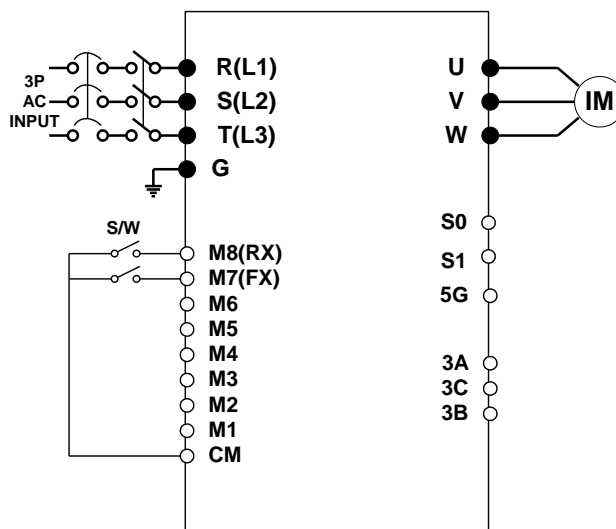 3P
AC
INPUT
R(L1)
S(L2)
T(L3)
G
U
V
W
IM
S/W
M8(RX)
M7(FX)
M6
M5
M4
M3
M2
M1
CM
S0
S1
5G
3A
3C
3B